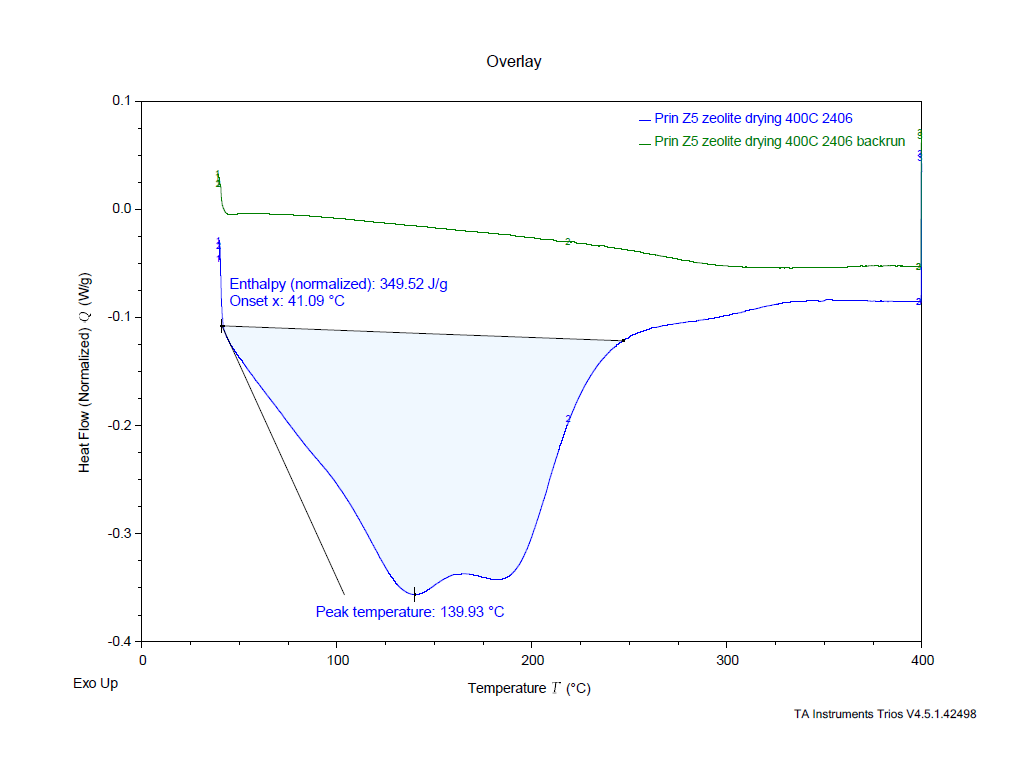 Overlay
0.1
Prin Z5 zeolite drying 400C 2406
Prin Z5 zeolite drying 400C 2406 backrun
0.0
Enthalpy (normalized): 349.52 J/g
Onset x: 41.09 °C
-0.1
-0.2
-0.3
-0.4
Heat Flow (Normalized) Q (W/g)
2
2
Peak temperature: 139.93 °C
0
100
200
300
400
Exo Up
Temperature T (°C)
TA Instruments Trios V4.5.1.42498